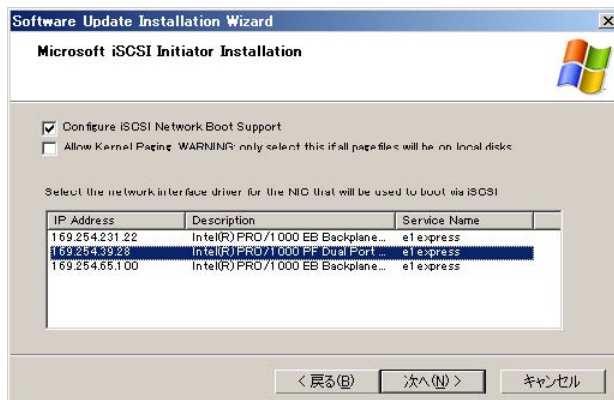 Software Update Installation Wizard
Microsoft iSCSI Initiator Installation
Configure iSCSI Network Boot Support
Allow Kernel Paging. WARNING: only select this if all pagefiles will be on local disks
Select the network interface driver for the NIC that will be used to boot via iSCSI
IP Address Description Service Name
169.254.231.22 Intel(R) PRO/1000 EB Backplane... e1express
169.254.39.28 Intel(R) PRO/1000 PF Dual Port ... e1express
169.254.65.100 Intel(R) PRO/1000 EB Backplane... e1express
< 戻る(B) 次へ(N) > キャンセル